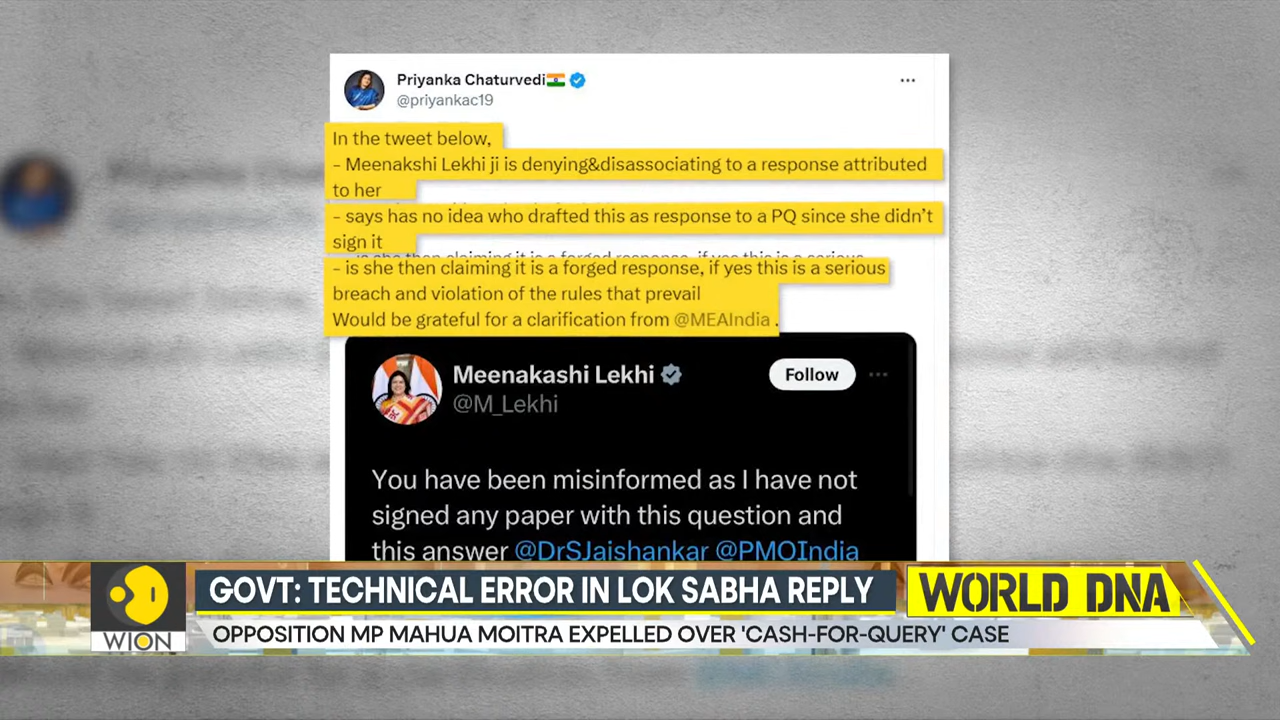 Priyanka Chaturvedi
@priyankac19
In the tweet below,
- Meenakshi Lekhi ji is denying&disassociating to a response attributed
to her
- says has no idea who drafted this as response to a PQ since she didn't
sign it
- is she then claiming it is a forged response, if yes this is a serious
breach and violation of the rules that prevail
Would be grateful for a clarification from @MEAIndia .
Meenakashi Lekhi
Follow
@M_Lekhi
You have been misinformed as I have not
signed any paper with this question and
this answer @DrSJaishankar @PMOIndia
GOVT: TECHNICAL ERROR IN LOK SABHA REPLY
WORLD DNA
WION
OPPOSITION MP MAHUA MOITRA EXPELLED OVER 'CASH-FOR-QUERY' CASE